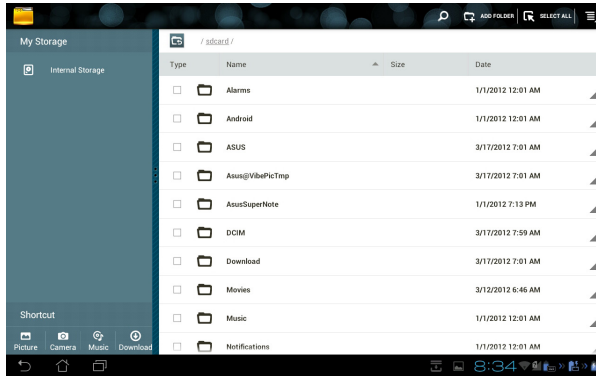 ADD FOLDER SELECT ALL
My Storage
/ sdcard /
Internal Storage
Type Name Size Date
Alarms 1/1/2012 12:01 AM
Android 1/1/2012 12:01 AM
ASUS 3/17/2012 7:01 AM
Asus@VibePicTmp 3/17/2012 7:01 AM
AsusSuperNote 1/1/2012 7:13 PM
DCIM 3/17/2012 7:59 AM
Download 3/17/2012 7:01 AM
Movies 3/12/2012 6:46 AM
Music 1/1/2012 12:01 AM
Notifications 1/1/2012 12:01 AM
Shortcut
Picture Camera Music Download
8:34